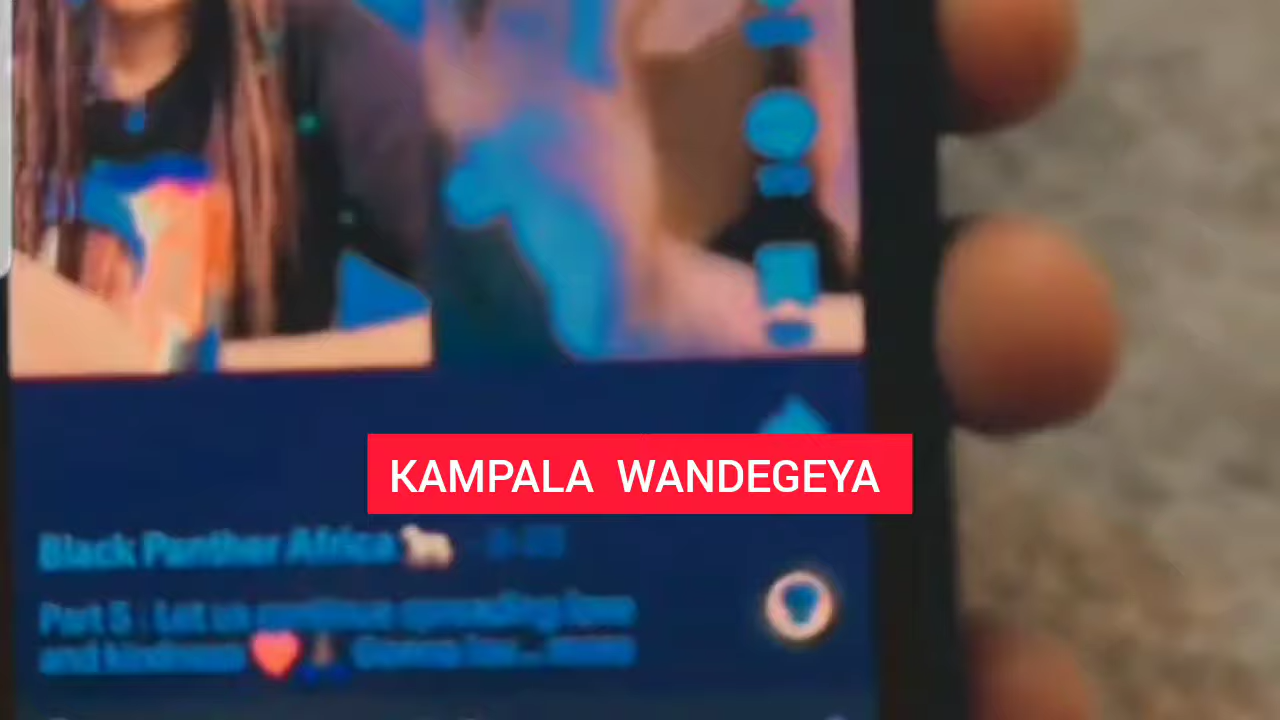 KAMPALA WANDEGEYA
Black Panther Africa
Part 5 : Let us continue spreading love
and kindness